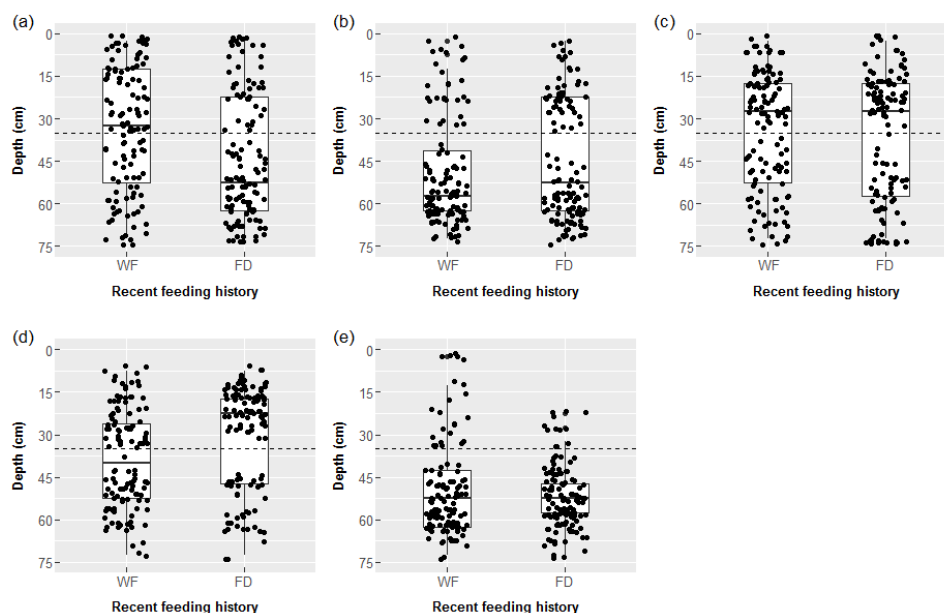 (a)
0
15
30
45
60
75
Depth (cm)
WF FD
Recent feeding history
(b)
0
15
30
45
60
75
Depth (cm)
WF FD
Recent feeding history
(c)
0
15
30
45
60
75
Depth (cm)
WF FD
Recent feeding history
(d)
0
15
30
45
60
75
Depth (cm)
WF FD
Recent feeding history
(e)
0
15
30
45
60
75
Depth (cm)
WF FD
Recent feeding history